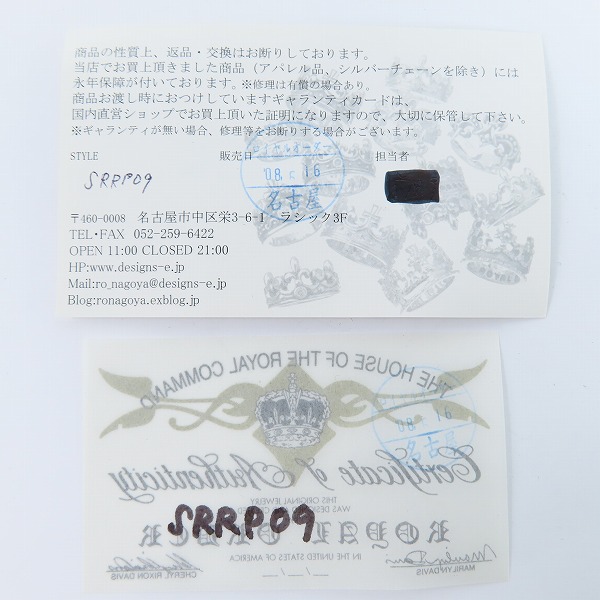 商品の性質上、返品・交換はお断りしております。
当店でお買上頂きました商品（アパレル品、シルバーチェーンを除き）には
永年保障が付いております。※修理は有償の場合あり。
商品お渡し時におつけしていますギャランティカードは、
国内直営ショップでお買上頂いた証明になりますので、大切に保管して下さい。
※ギャランティが無い場合、修理等をお断りする場合がございます。
STYLE 販売日 担当者
SRRP09 '08. 16
名古屋
〒460-0008 名古屋市中区栄3-6-1 ラシック3F
TEL・FAX 052-259-6422
OPEN 11:00 CLOSED 21:00
HP:www.designs-e.jp
Mail:ro_nagoya@designs-e.jp
Blog:ronagoya.exblog.jp
THE HOUSE OF THE ROYAL COMMAND
08 16
名古屋
Certificate of Authenticity
THIS ORIGINAL JEWELRY
WAS DESIGNED
SRRP09
ROYAL ORDER
IN THE UNITED STATES OF AMERICA
MARILYN DAVIS
CHERYL RIXON DAVIS